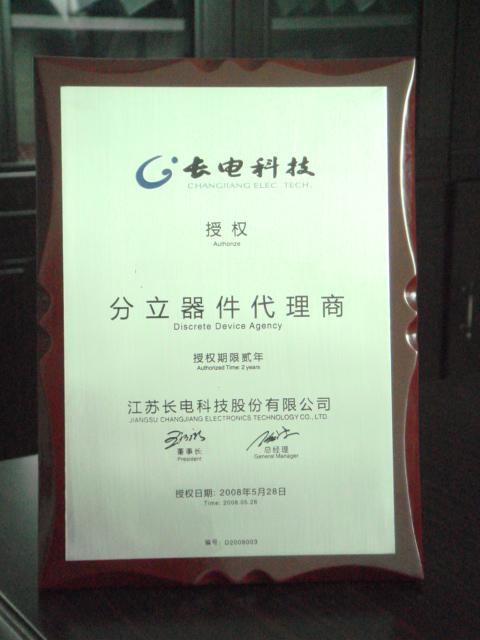 长电科技
CHANGJIANG ELEC. TECH.
授权
Authorize
分立器件代理商
Discrete Device Agency
授权期限贰年
Authorized Time: 2 years
江苏长电科技股份有限公司
JIANGSU CHANGJIANG ELECTRONICS TECHNOLOGY CO., LTD.
董事长 总经理
President General Manager
授权日期: 2008年5月28日
Time: 2008.05.28
编号: D2008003